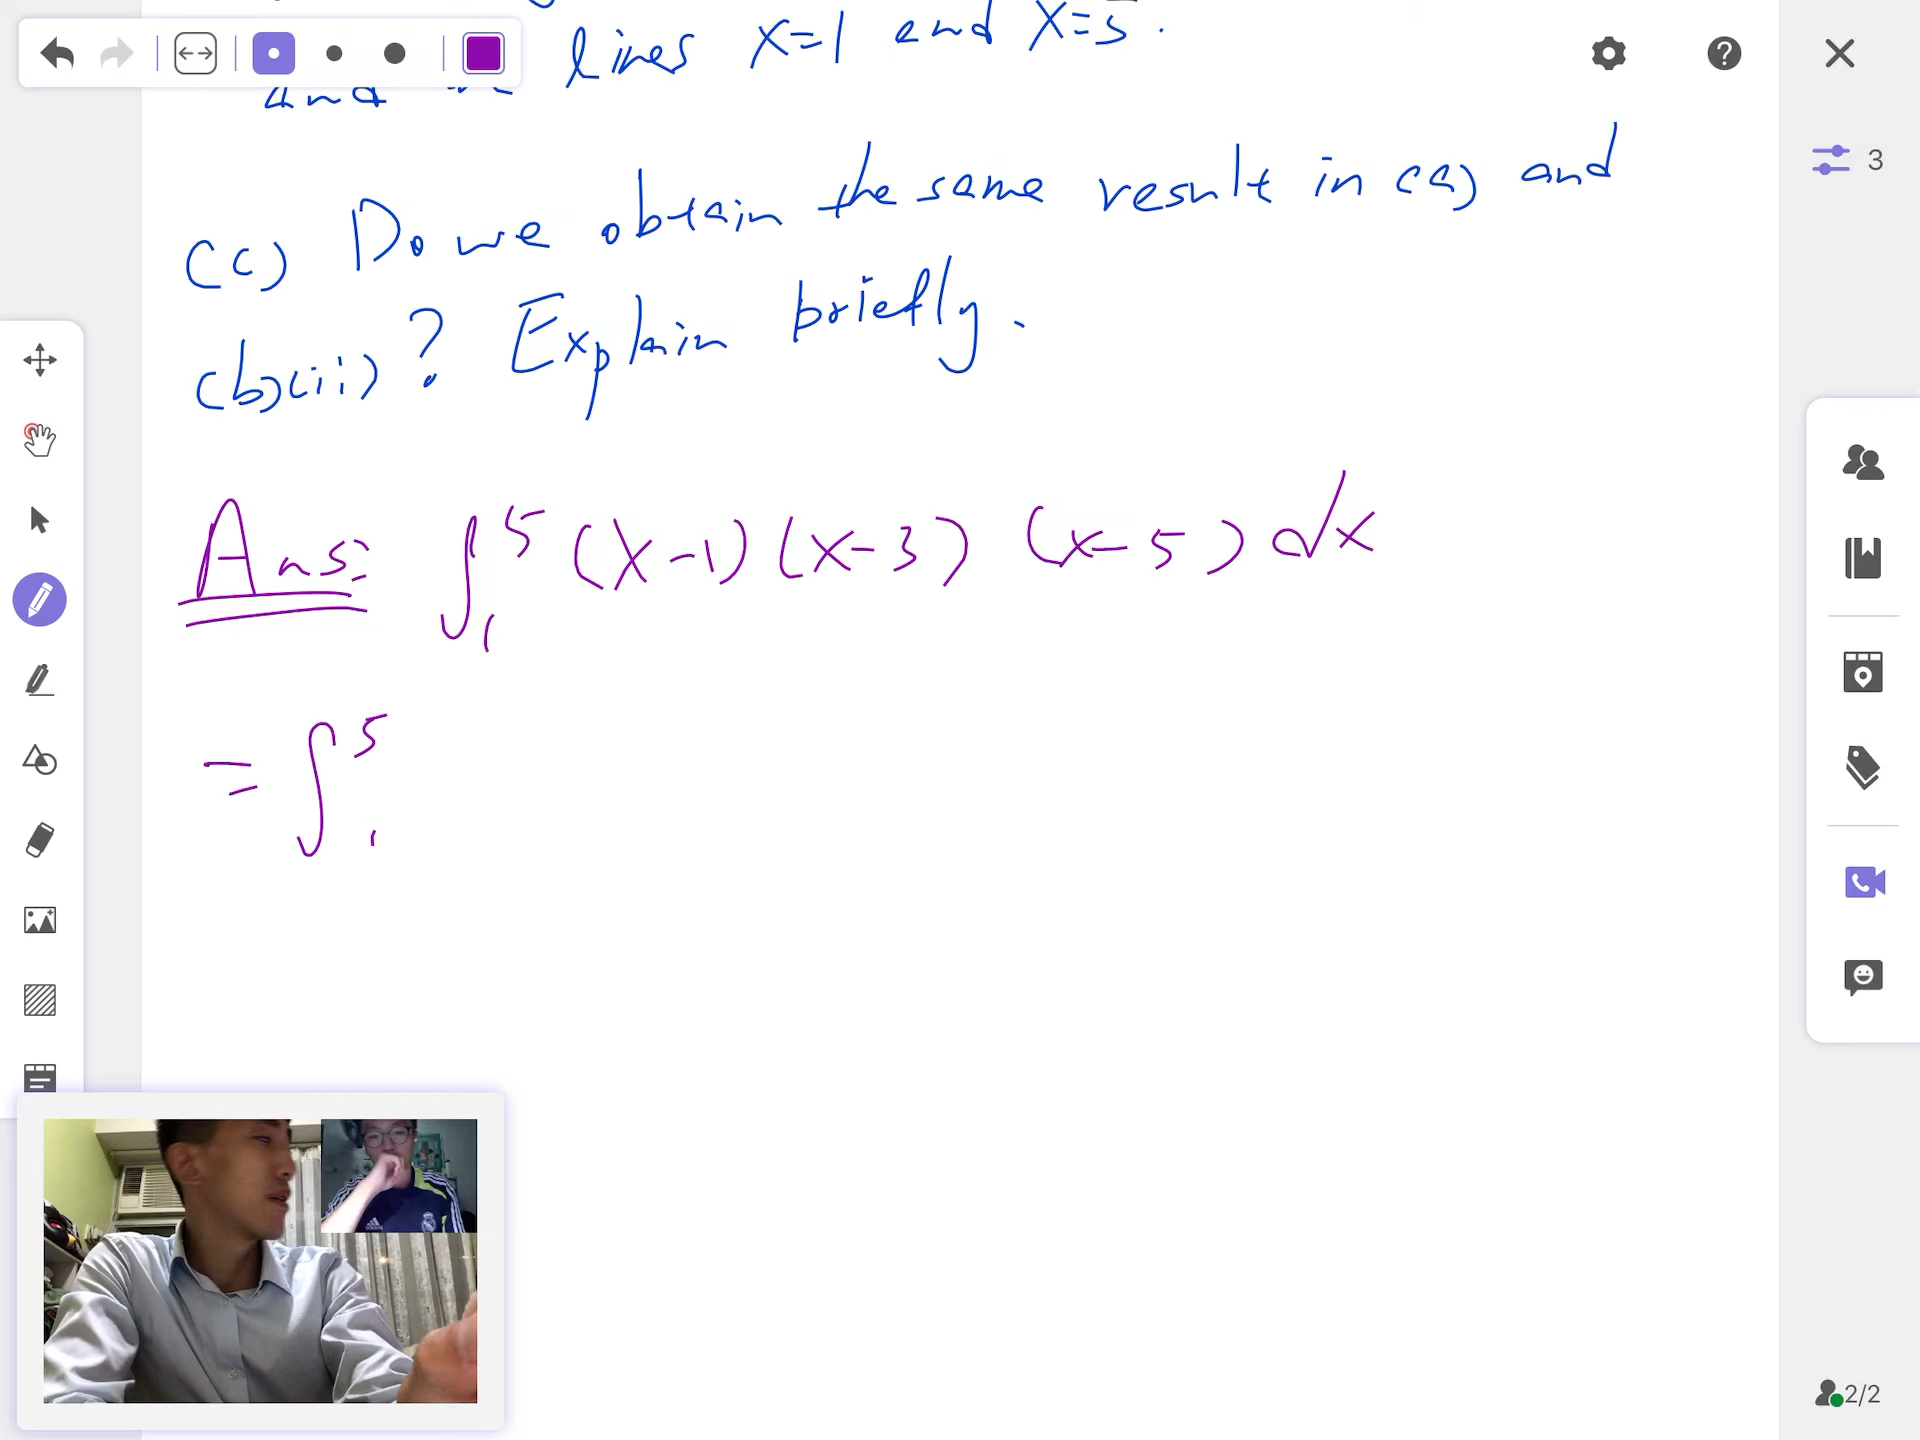 lines x=1 and x=5.
and
(c) Do we obtain the same result in (a) and
(b)(ii)? Explain briefly.
Ans: ∫₁⁵ (x-1)(x-3) (x-5) dx
= ∫₁⁵
3
2/2